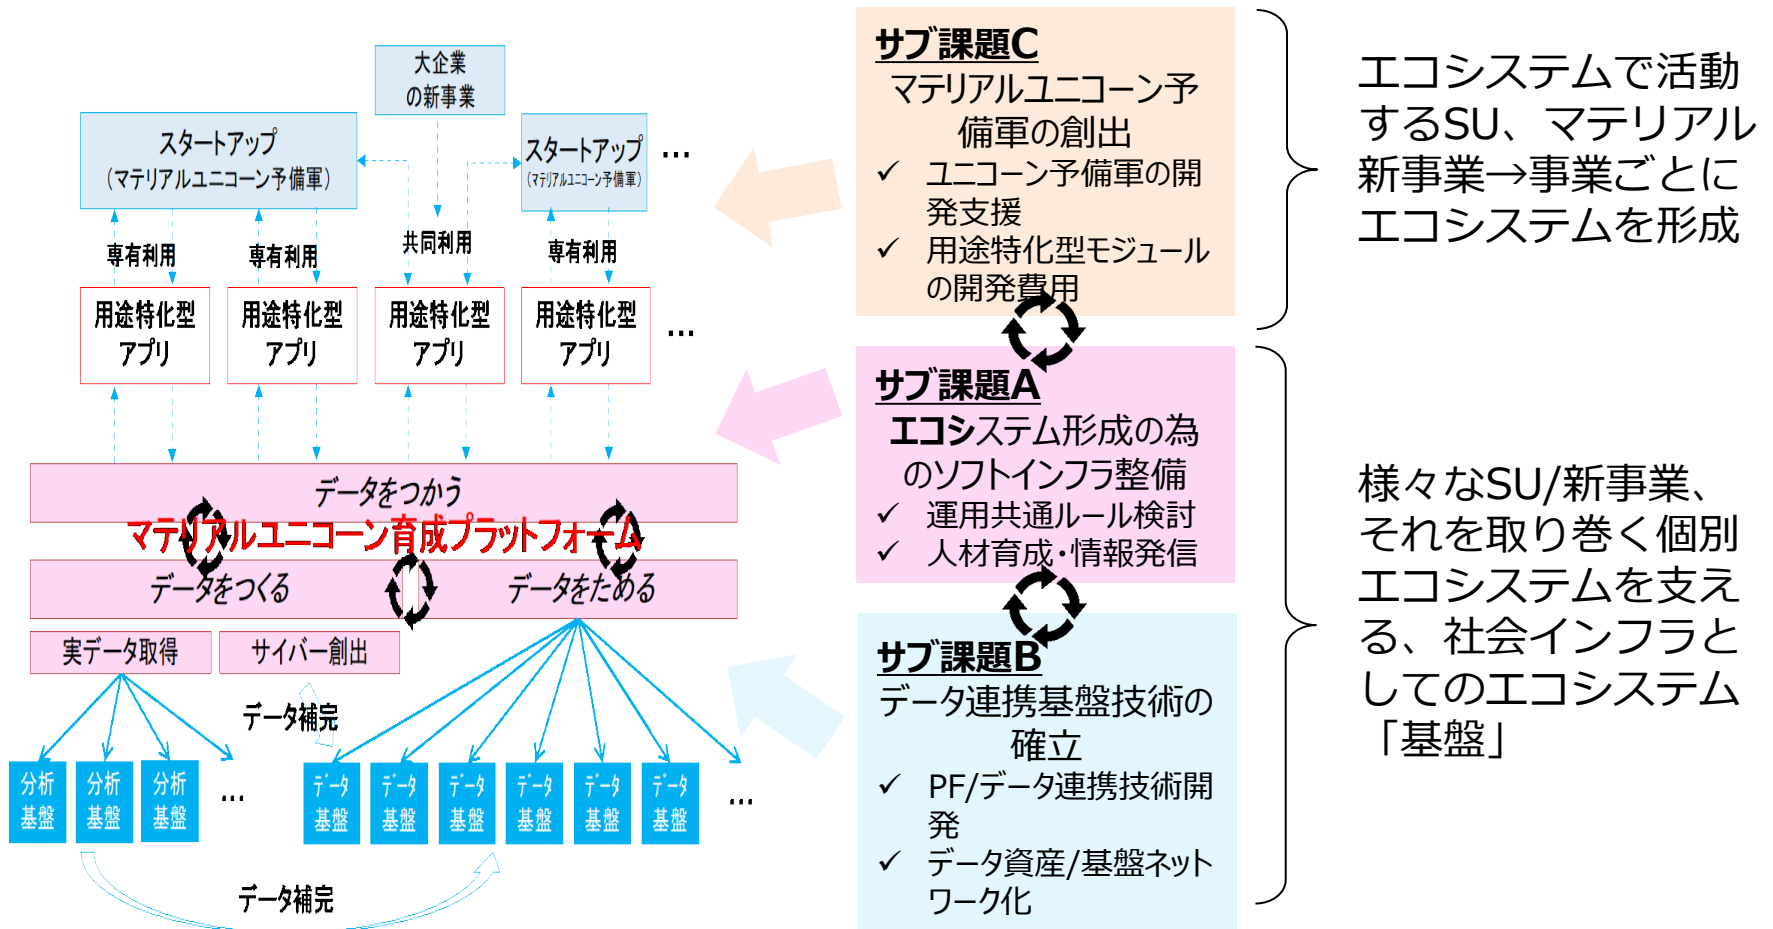 大企業
の新事業
スタートアップ
（マテリアルユニコーン予備軍）
スタートアップ
（マテリアルユニコーン予備軍）
…
専有利用
専有利用
共同利用
専有利用
用途特化型
アプリ
用途特化型
アプリ
用途特化型
アプリ
用途特化型
アプリ
…
データをつかう
マテリアルユニコーン育成プラットフォーム
データをつくる
データをためる
実データ取得
サイバー創出
データ補完
分析
基盤
分析
基盤
分析
基盤
…
データ
基盤
データ
基盤
データ
基盤
データ
基盤
データ
基盤
データ
基盤
…
データ補完
サブ課題C
マテリアルユニコーン予
備軍の創出
✓ ユニコーン予備軍の開
発支援
✓ 用途特化型モジュール
の開発費用
サブ課題A
エコシステム形成の為
のソフトインフラ整備
✓ 運用共通ルール検討
✓ 人材育成・情報発信
サブ課題B
データ連携基盤技術の
確立
✓ PF/データ連携技術開
発
✓ データ資産/基盤ネット
ワーク化
エコシステムで活動
するSU、マテリアル
新事業→事業ごとに
エコシステムを形成
様々なSU/新事業、
それを取り巻く個別
エコシステムを支え
る、社会インフラと
してのエコシステム
「基盤」